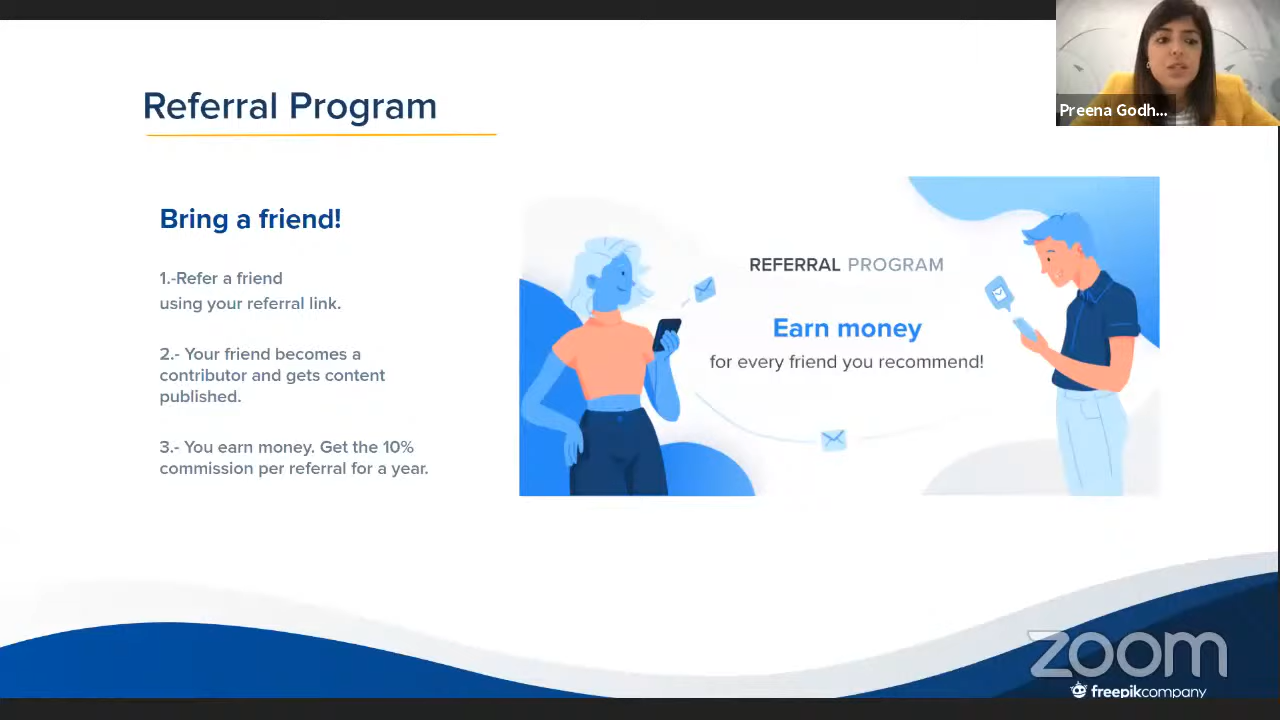 Referral Program
Preena Godh...
Bring a friend!
1.-Refer a friend
using your referral link.
2.- Your friend becomes a
contributor and gets content
published.
3.- You earn money. Get the 10%
commission per referral for a year.
REFERRAL PROGRAM
Earn money
for every friend you recommend!
zoom
freepikcompany